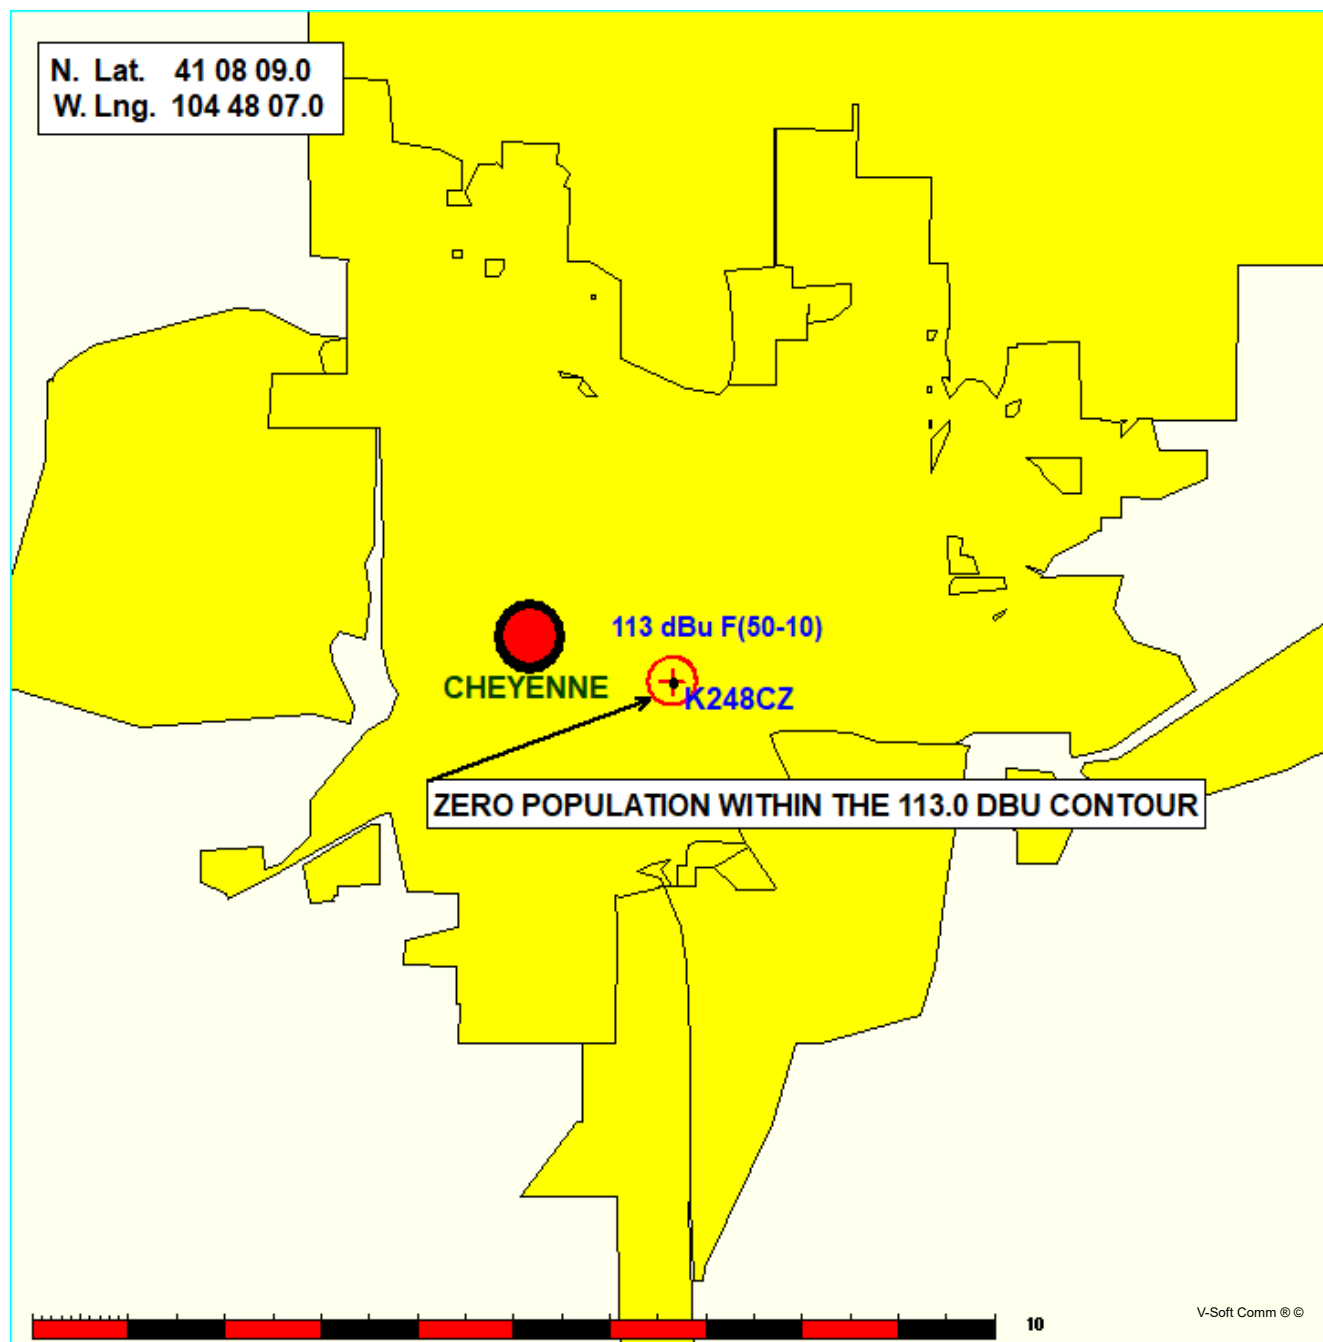 N. Lat. 41 08 09.0
W. Lng. 104 48 07.0
113 dBu F(50-10)
CHEYENNE
K248CZ
ZERO POPULATION WITHIN THE 113.0 DBU CONTOUR
V-Soft Comm ® ©
10